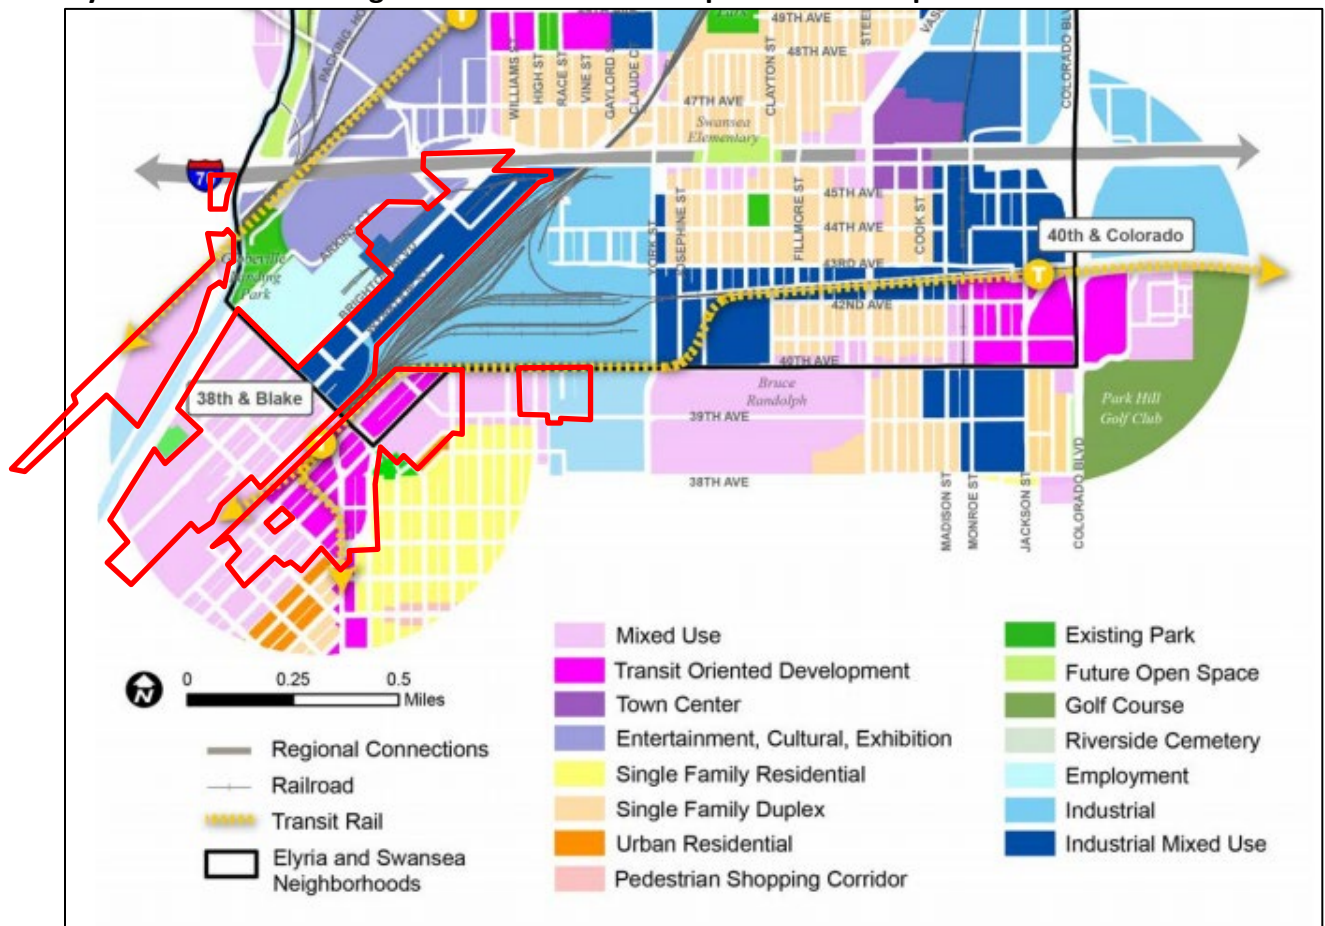 49TH AVE
48TH AVE
COLORADO BLVD
WILLIAMS ST
HIGH ST
RACE ST
VINE ST
GAYLORD ST
CLAUDE CT
CLAYTON ST
47TH AVE
Swansea
Elementary
70
45TH AVE
44TH AVE
43RD AVE
42ND AVE
40TH AVE
YORK ST
JOSEPHINE ST
FILLMORE ST
COOK ST
40th & Colorado
T
BRIGHTON BLVD
Park
38th & Blake
Bruce
Randolph
39TH AVE
38TH AVE
Park Hill
Golf Club
MADISON ST
MONROE ST
JACKSON ST
COLORADO BLVD
N
0 0.25 0.5
Miles
Regional Connections
Railroad
Transit Rail
Elyria and Swansea
Neighborhoods
Mixed Use
Transit Oriented Development
Town Center
Entertainment, Cultural, Exhibition
Single Family Residential
Single Family Duplex
Urban Residential
Pedestrian Shopping Corridor
Existing Park
Future Open Space
Golf Course
Riverside Cemetery
Employment
Industrial
Industrial Mixed Use